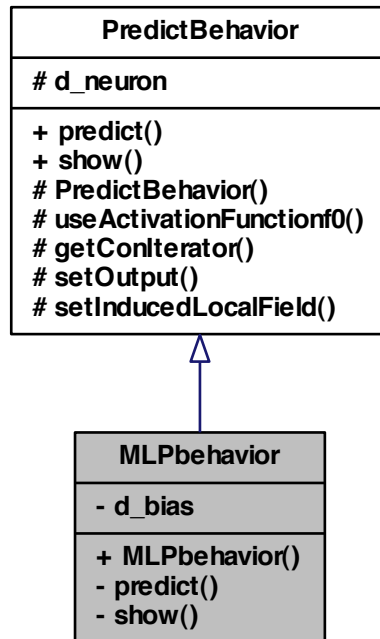 PredictBehavior
# d_neuron
+ predict()
+ show()
# PredictBehavior()
# useActivationFunctionf0()
# getConIterator()
# setOutput()
# setInducedLocalField()
MLPbehavior
- d_bias
+ MLPbehavior()
- predict()
- show()